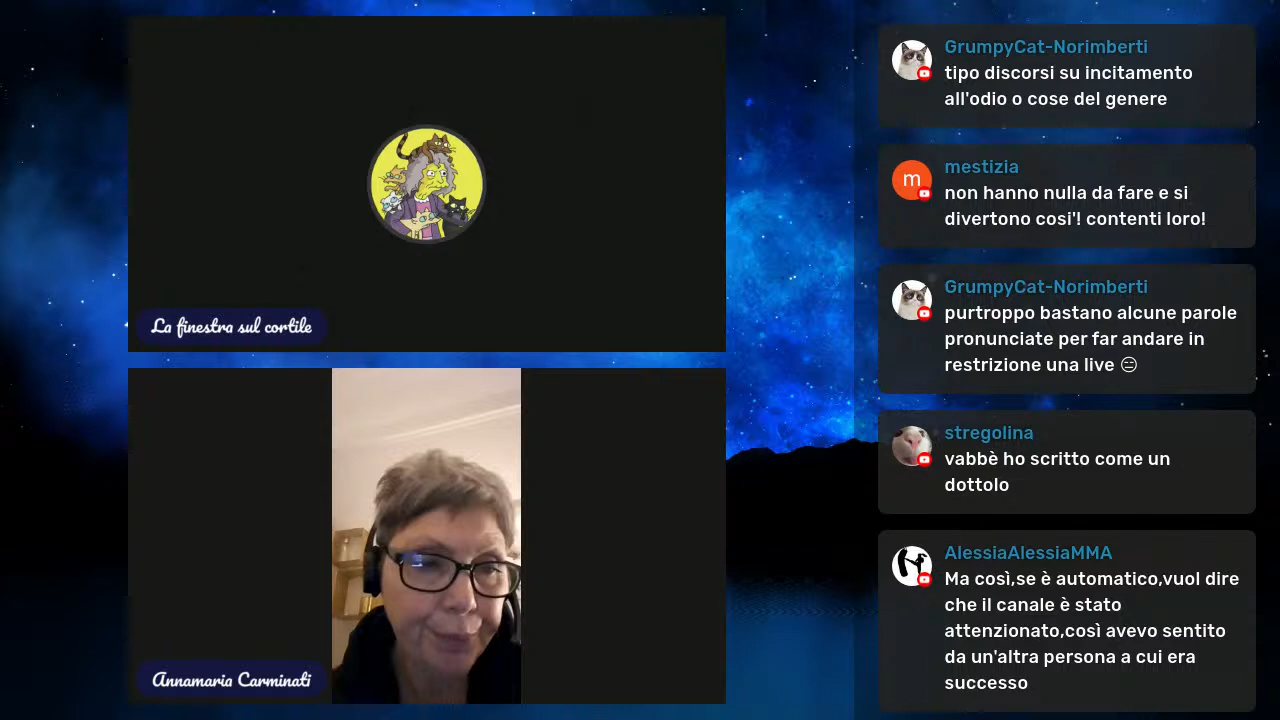 La finestra sul cortile
Annamaria Carminati
GrumpyCat-Norimberti
tipo discorsi su incitamento
all'odio o cose del genere
m
mestizia
non hanno nulla da fare e si
divertono cosi'! contenti loro!
GrumpyCat-Norimberti
purtroppo bastano alcune parole
pronunciate per far andare in
restrizione una live 😑
stregolina
vabbè ho scritto come un
dottolo
AlessiaAlessiaMMA
Ma così,se è automatico,vuol dire
che il canale è stato
attenzionato,così avevo sentito
da un'altra persona a cui era
successo